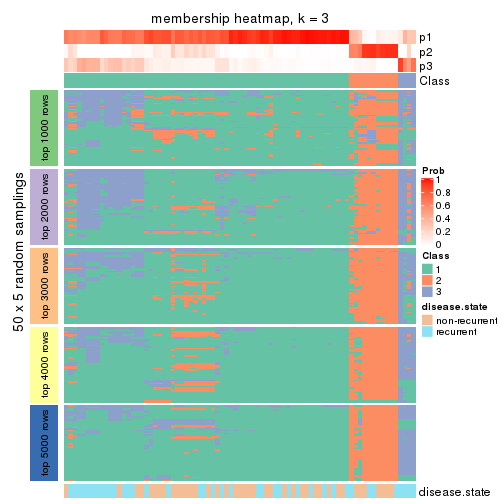 membership heatmap, k = 3
p1
p2
p3
Class
50 x 5 random samplings
top 1000 rows
top 2000 rows
top 3000 rows
top 4000 rows
top 5000 rows
Prob
1
0.8
0.6
0.4
0.2
0
Class
1
2
3
disease.state
non-recurrent
recurrent
disease.state